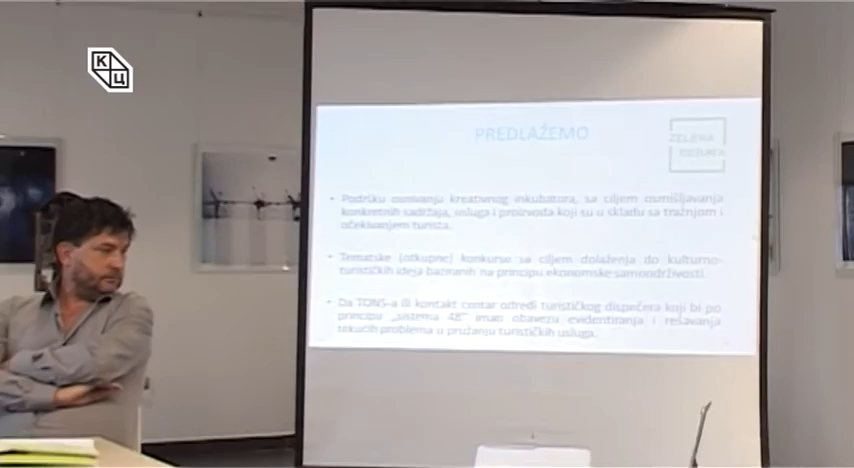 К
Ц
PREDLAŽEMO
ZELENA
• Podršku osnivanju kreativnog inkubatora, sa ciljem osmišljavanja
konkretnih sadržaja, usluga i proizvoda koji su u skladu sa tražnjom i
očekivanjem turista.
• Tematske (otkupne) konkurse sa ciljem dolaženja do kulturno-
turističkih ideja baziranih na principu ekonomske samoodrživosti.
• Da TONS-a ili kontakt centar odredi turističkog dispečera koji bi po
principu „sistema 48" imao obavezu evidentiranja i rešavanja
tekućih problema u pružanju turističkih usluga.